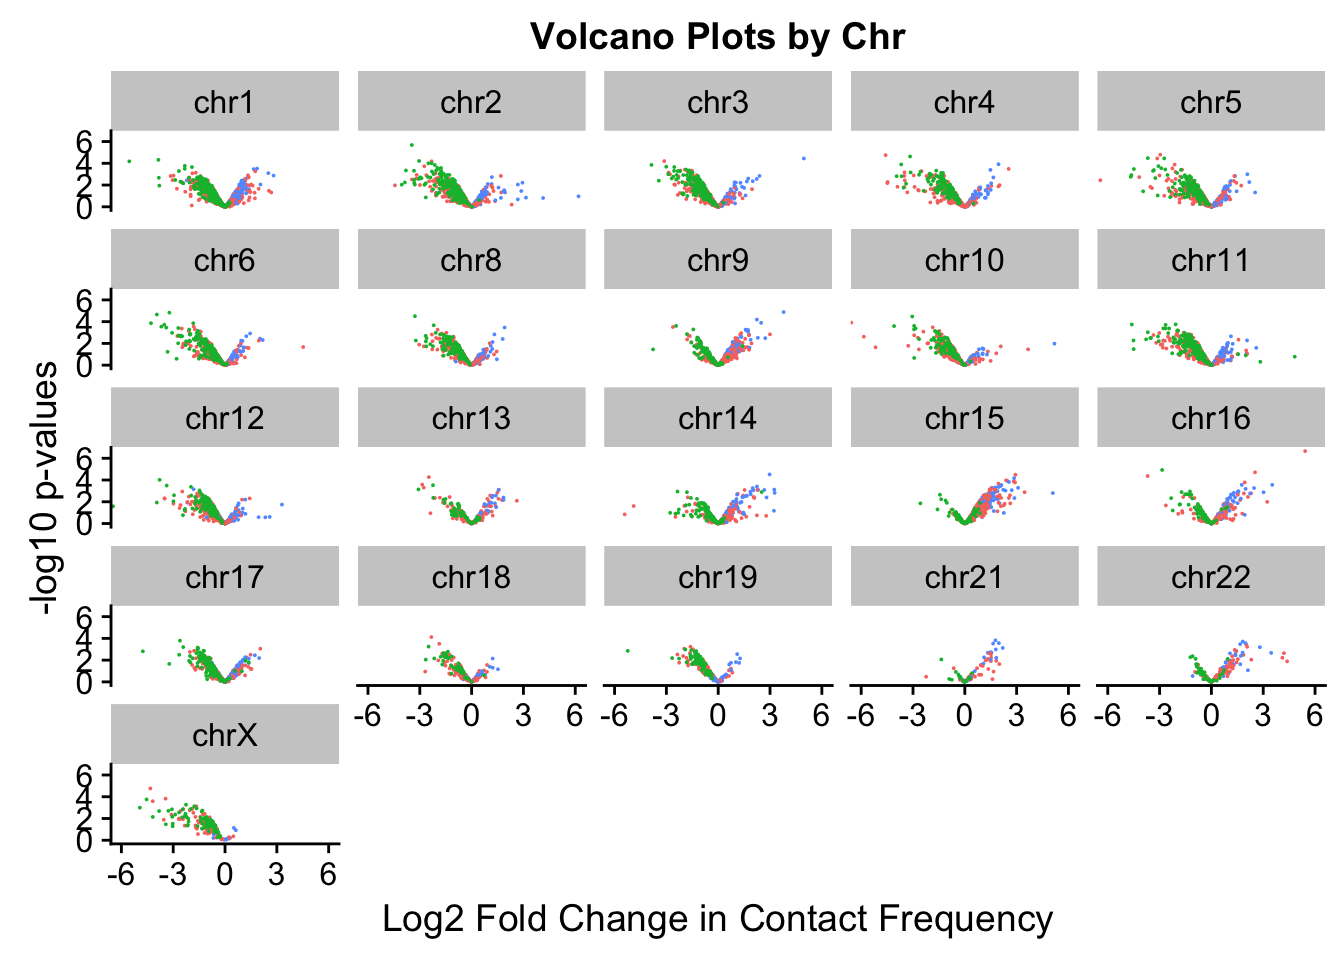 Volcano Plots by Chr
chr1 chr2 chr3 chr4 chr5
6
4
2
0
chr6 chr8 chr9 chr10 chr11
6
4
2
0
chr12 chr13 chr14 chr15 chr16
6
4
2
0
chr17 chr18 chr19 chr21 chr22
6
4
2
0
-6 -3 0 3 6 -6 -3 0 3 6 -6 -3 0 3 6 -6 -3 0 3 6
chrX
6
4
2
0
-6 -3 0 3 6
-log10 p-values
Log2 Fold Change in Contact Frequency